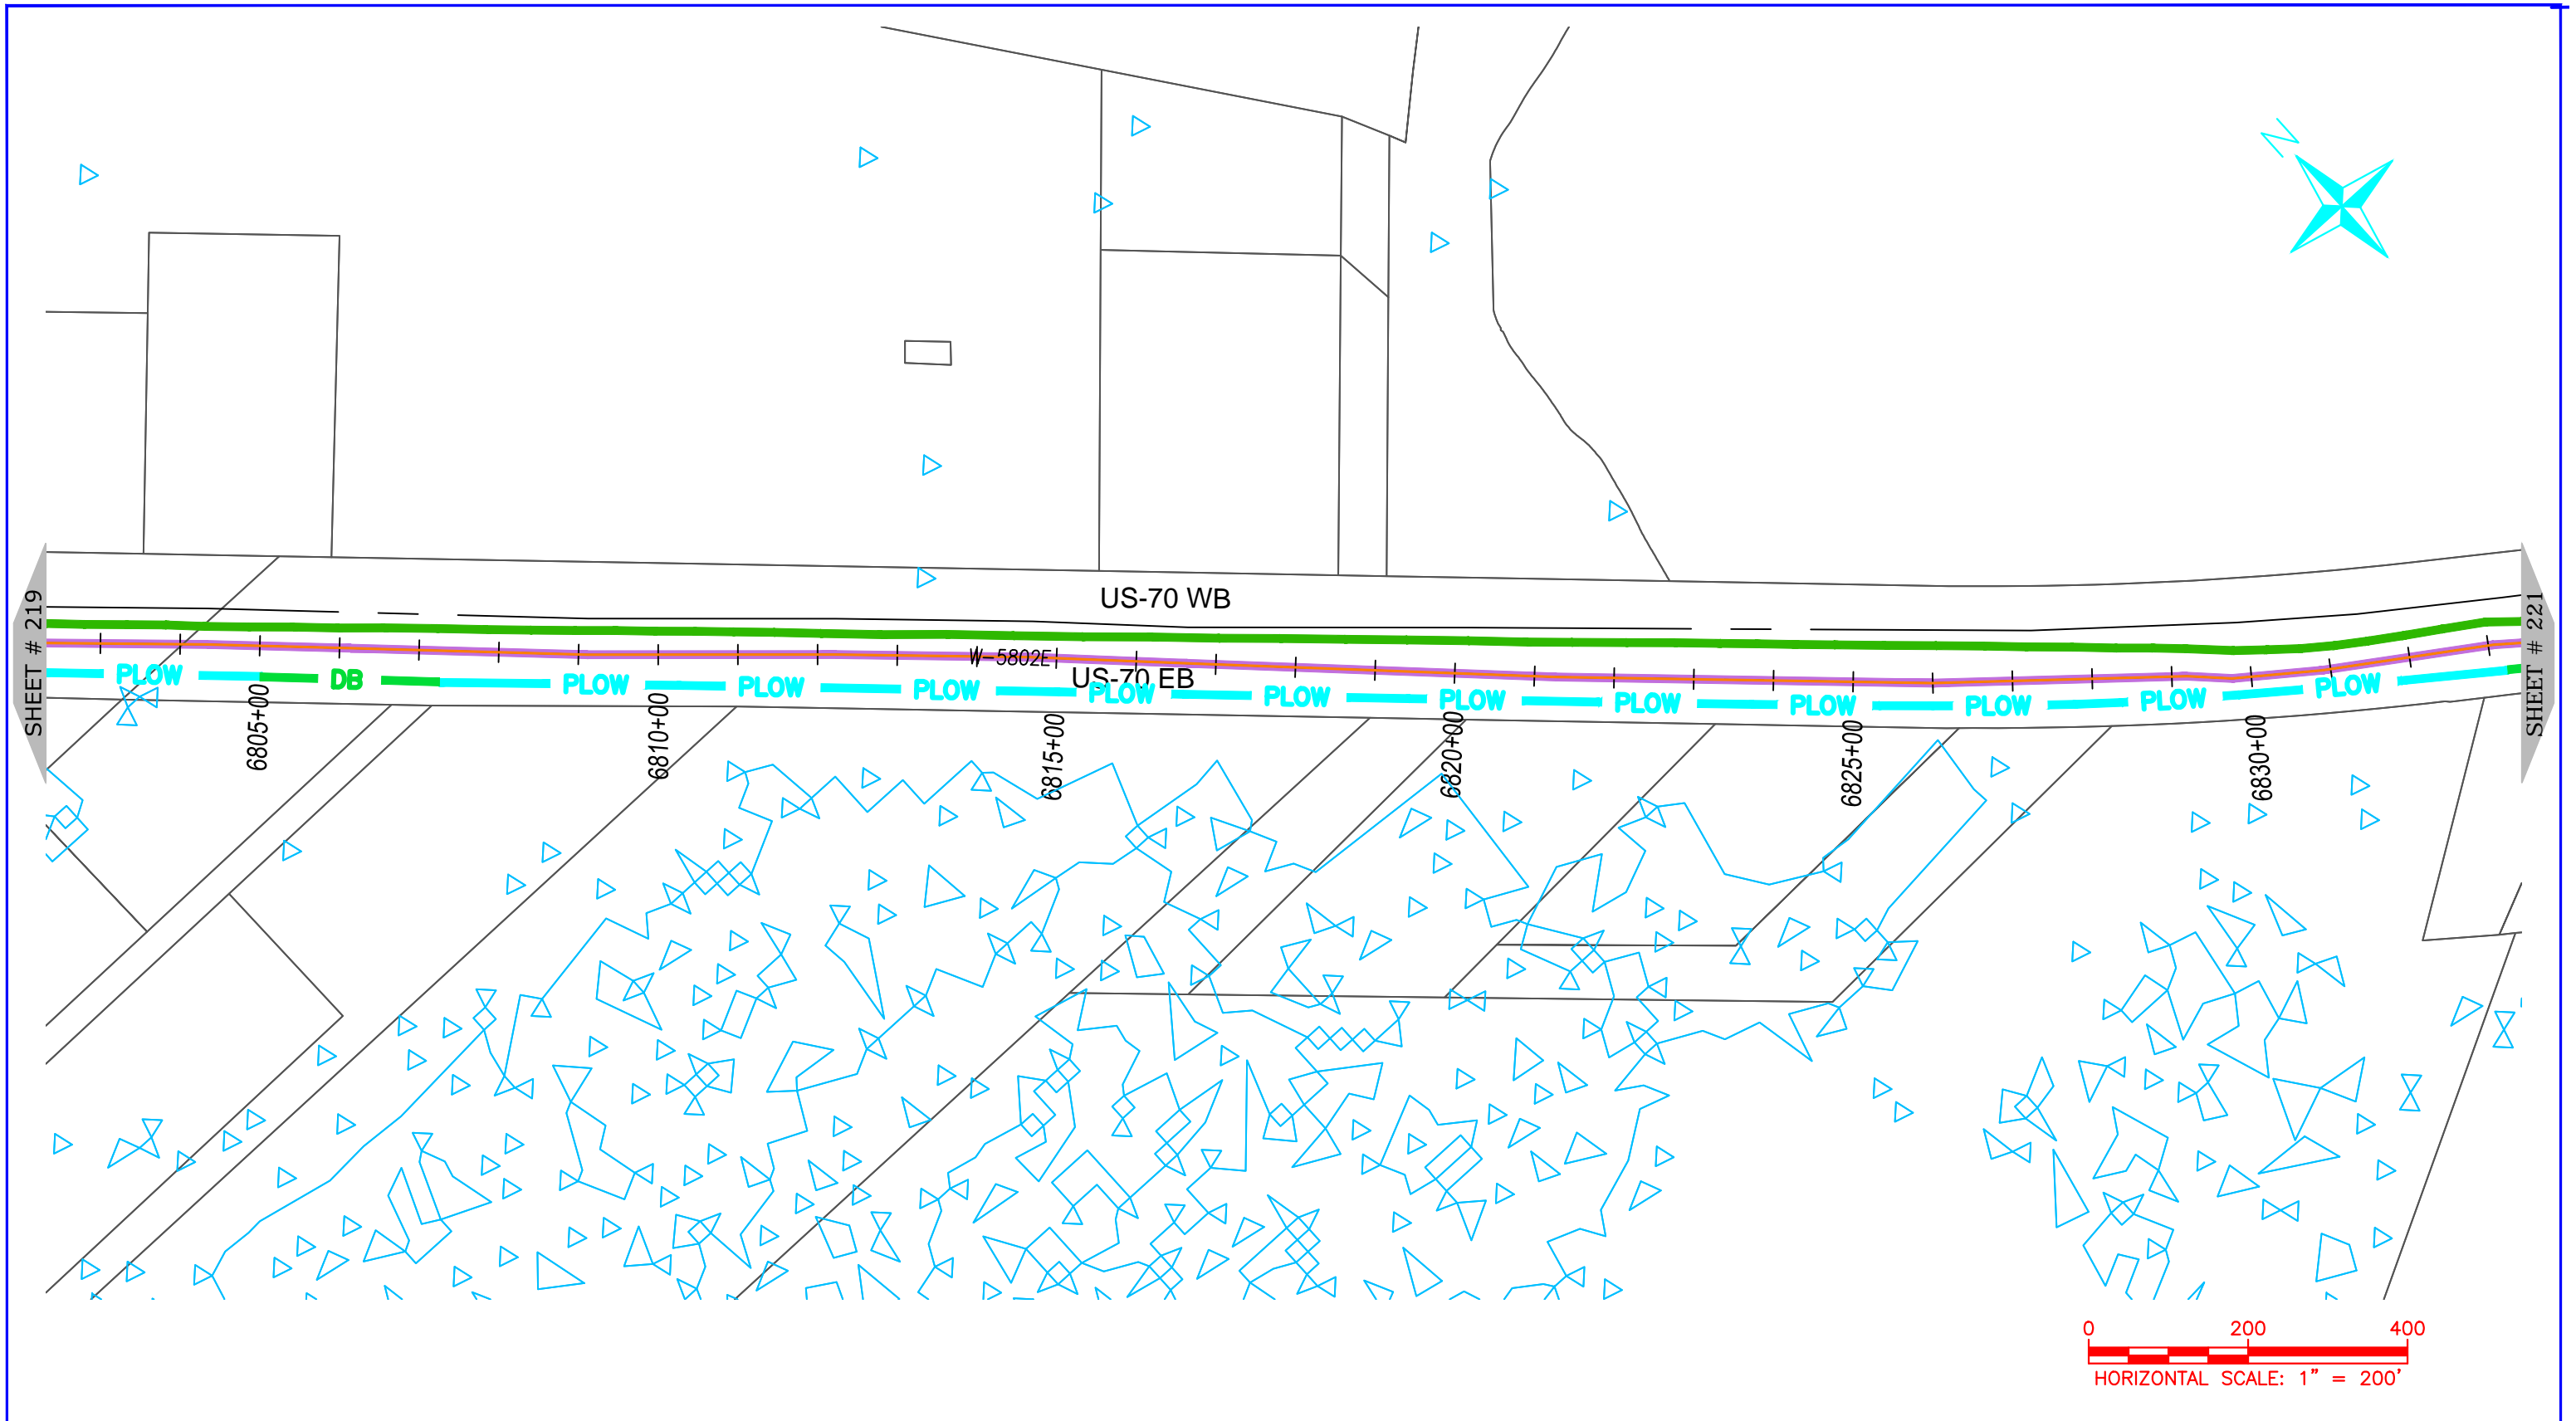 N
US-70 WB
W-5802E
US-70 EB
SHEET # 219
SHEET # 221
PLOW
DB
PLOW
PLOW
PLOW
PLOW
PLOW
PLOW
PLOW
PLOW
PLOW
PLOW
PLOW
6805+00
6810+00
6815+00
6820+00
6825+00
6830+00
0 200 400
HORIZONTAL SCALE: 1" = 200'